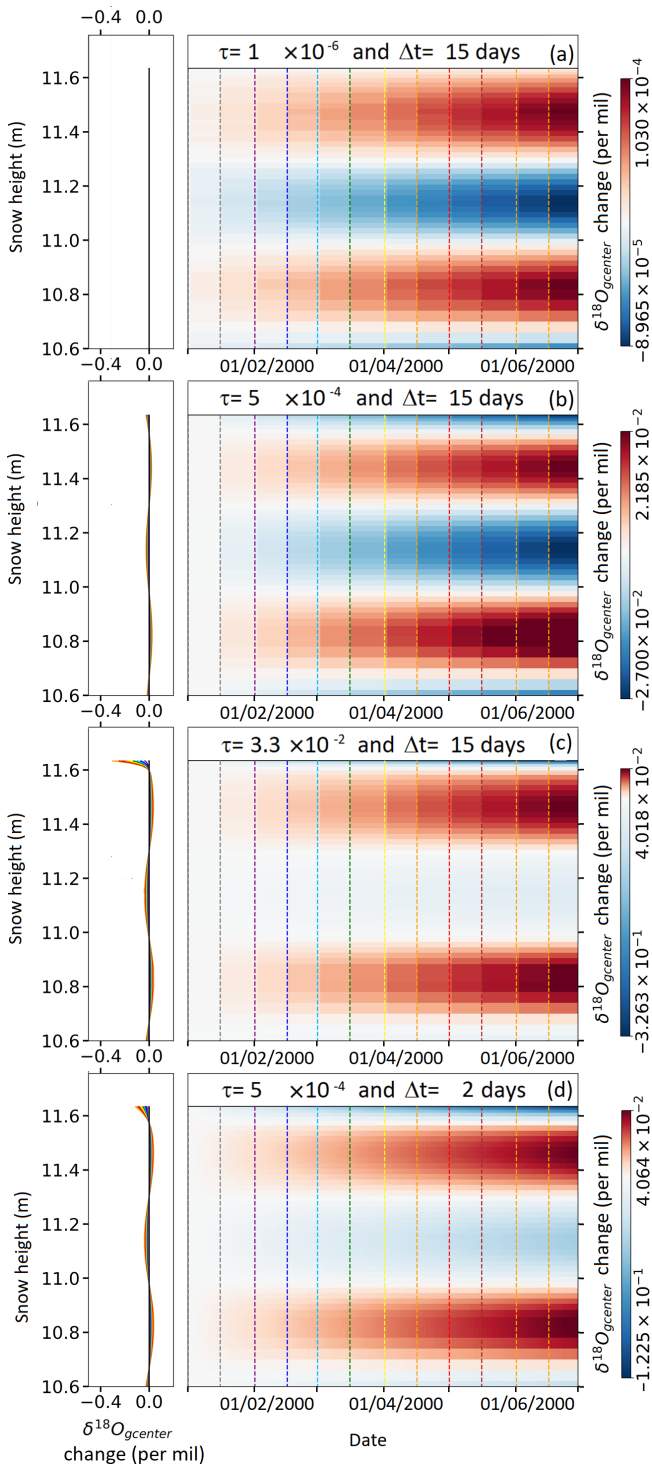 −0.4 0.0
τ= 1 ×10-6 and Δt= 15 days (a)
11.6
11.4
11.2
11.0
10.8
10.6
Snow height (m)
−0.4 0.0
01/02/2000 01/04/2000 01/06/2000
δ18Ogcenter change (per mil)
1.030 × 10−4
−8.965 × 10−5
τ= 5 ×10-4 and Δt= 15 days (b)
11.6
11.4
11.2
11.0
10.8
10.6
Snow height (m)
−0.4 0.0
01/02/2000 01/04/2000 01/06/2000
δ18Ogcenter change (per mil)
2.185 × 10−2
−2.700 × 10−2
τ= 3.3 ×10-2 and Δt= 15 days (c)
11.6
11.4
11.2
11.0
10.8
10.6
Snow height (m)
−0.4 0.0
01/02/2000 01/04/2000 01/06/2000
δ18Ogcenter change (per mil)
4.018 × 10−2
−3.263 × 10−1
τ= 5 ×10-4 and Δt= 2 days (d)
11.6
11.4
11.2
11.0
10.8
10.6
Snow height (m)
−0.4 0.0
01/02/2000 01/04/2000 01/06/2000
δ18Ogcenter change (per mil)
4.064 × 10−2
−1.225 × 10−1
δ18Ogcenter
change (per mil)
Date